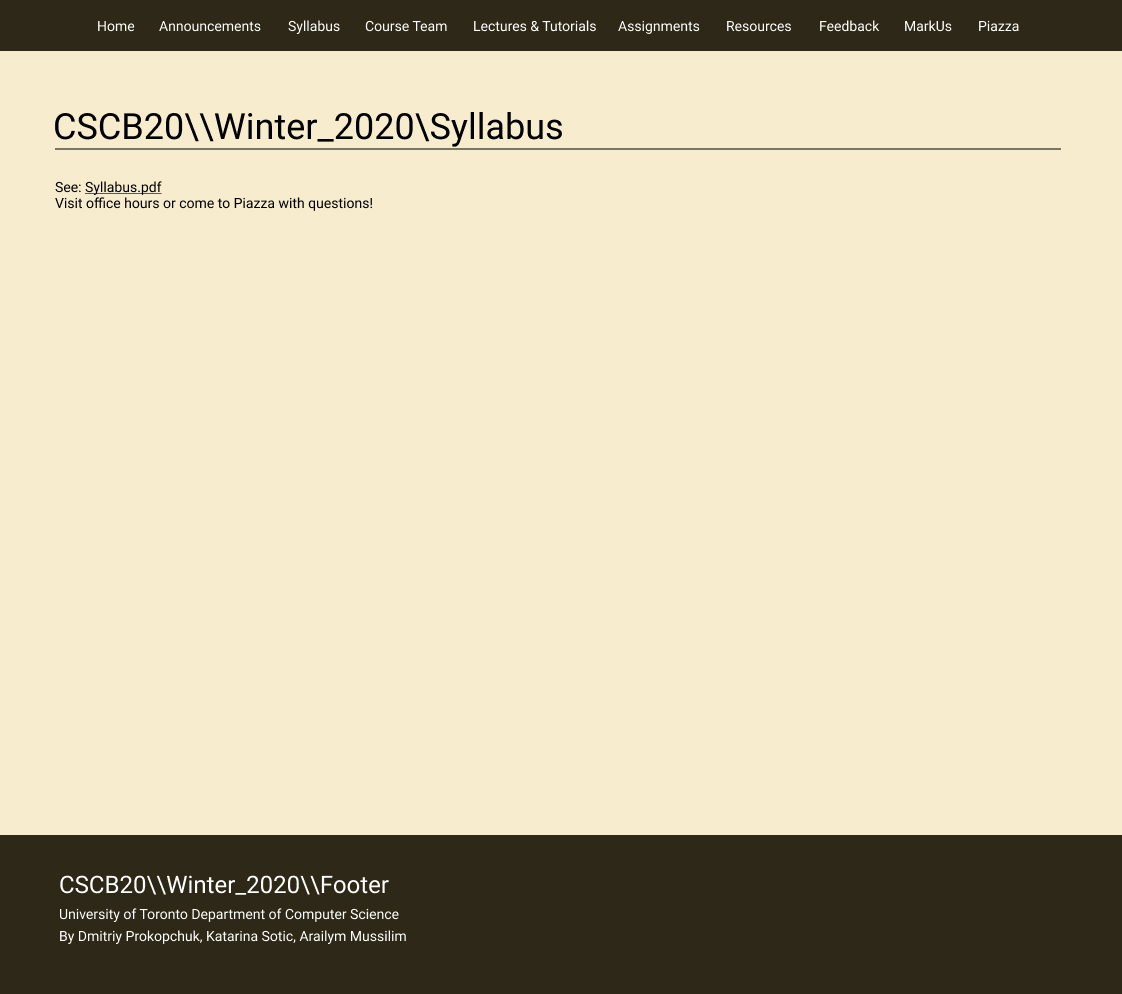 Home Announcements Syllabus Course Team Lectures & Tutorials Assignments Resources Feedback MarkUs Piazza
CSCB20\\Winter_2020\Syllabus
See: Syllabus.pdf
Visit office hours or come to Piazza with questions!
CSCB20\\Winter_2020\\Footer
University of Toronto Department of Computer Science
By Dmitriy Prokopchuk, Katarina Sotic, Arailym Mussilim